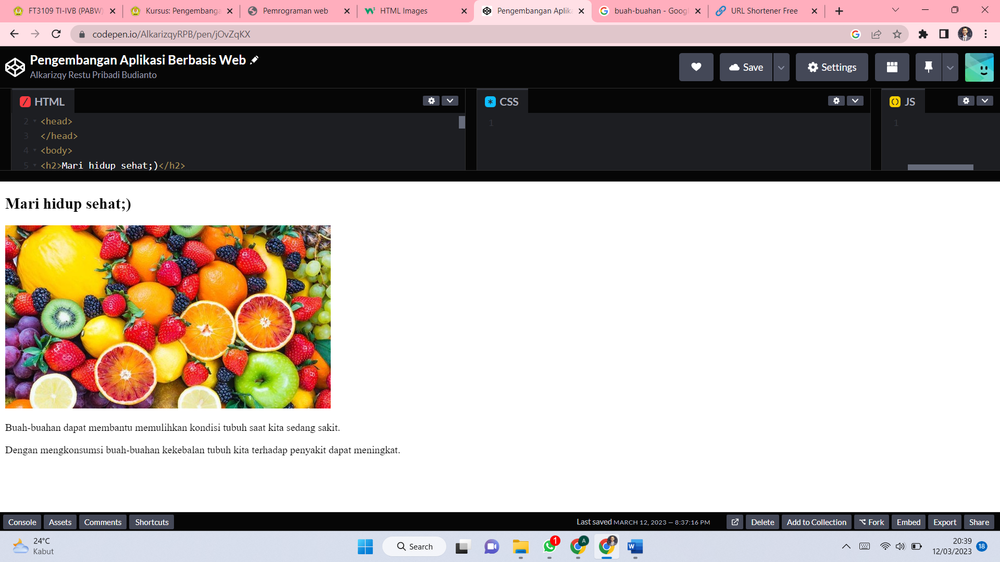 FT3109 TI-IVB (PABW)
Kursus: Pengembanga
Pemrograman web
HTML Images
Pengembangan Aplika
buah-buahan - Googl
URL Shortener Free
codepen.io/AlkarizqyRPB/pen/jOvZqKX
Pengembangan Aplikasi Berbasis Web
Alkarizqy Restu Pribadi Budianto
Save
Settings
HTML
CSS
JS
2 <head>
3 </head>
4 <body>
5 <h2>Mari hidup sehat;)</h2>
1
1
Mari hidup sehat;)
Buah-buahan dapat membantu memulihkan kondisi tubuh saat kita sedang sakit.
Dengan mengkonsumsi buah-buahan kekebalan tubuh kita terhadap penyakit dapat meningkat.
Console Assets Comments Shortcuts
Last saved MARCH 12, 2023 — 8:37:16 PM
Delete Add to Collection Fork Embed Export Share
24°C
Kabut
Search
1
A
W
20:39
12/03/2023
18